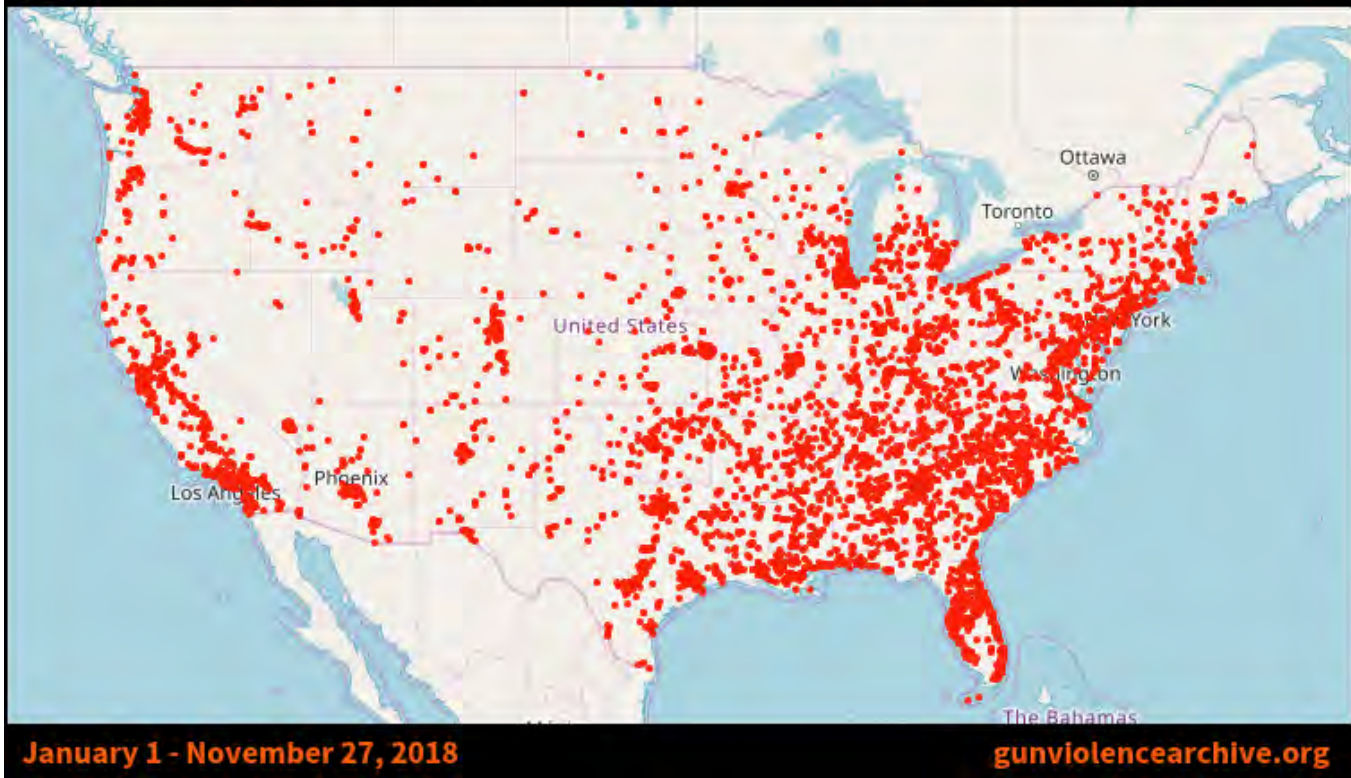 Ottawa
Toronto
United States
York
Washington
Phoenix
Los Angeles
The Bahamas
January 1 - November 27, 2018
gunviolencearchive.org